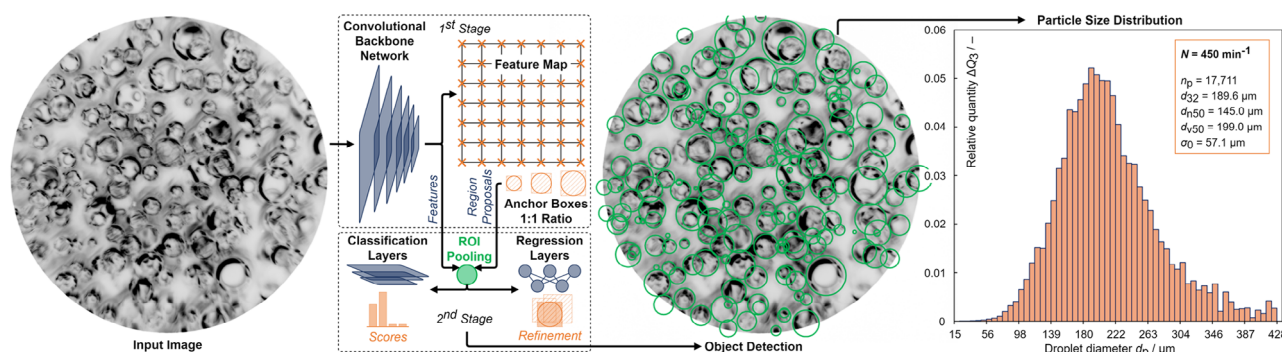 Convolutional
Backbone
Network
1st Stage
Feature Map
Features
Region
Proposals
Anchor Boxes
1:1 Ratio
Classification
Layers
ROI
Pooling
Regression
Layers
Scores
2nd Stage
Refinement
Input Image
Object Detection
Particle Size Distribution
Relative quantity ΔQ3 / –
0.06
0.05
0.04
0.03
0.02
0.01
0
N = 450 min-1
np = 17,711
d32 = 189.6 µm
dn50 = 145.0 µm
dv50 = 199.0 µm
σ0 = 57.1 µm
15 56 98 139 180 222 263 304 346 387 428
Droplet diameter dP / µm